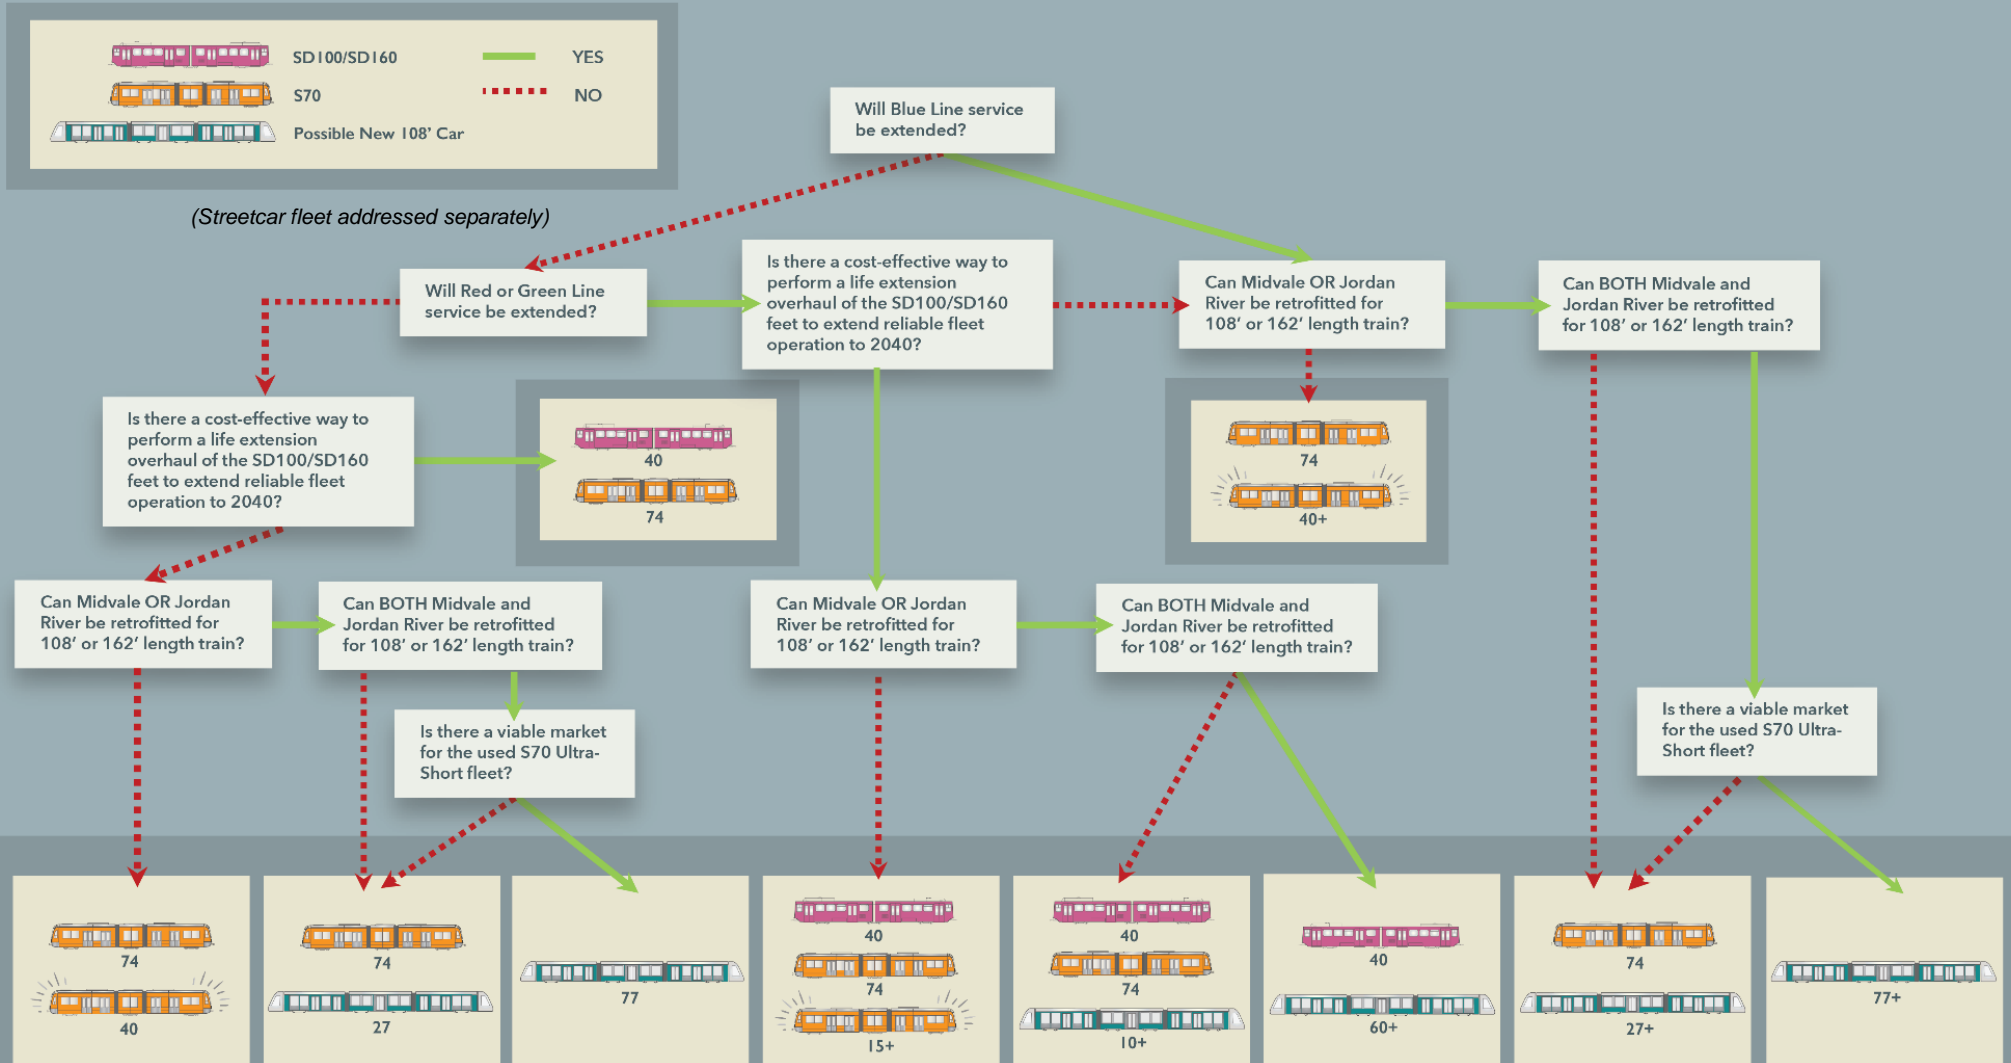 SD100/SD160
YES
S70
NO
Possible New 108' Car
(Streetcar fleet addressed separately)
Will Blue Line service
be extended?
Will Red or Green Line
service be extended?
Is there a cost-effective way to
perform a life extension
overhaul of the SD100/SD160
feet to extend reliable fleet
operation to 2040?
Can Midvale OR Jordan
River be retrofitted for
108' or 162' length train?
Can BOTH Midvale and
Jordan River be retrofitted
for 108' or 162' length train?
Is there a cost-effective way to
perform a life extension
overhaul of the SD100/SD160
feet to extend reliable fleet
operation to 2040?
40
74
74
40+
Can Midvale OR Jordan
River be retrofitted for
108' or 162' length train?
Can BOTH Midvale and
Jordan River be retrofitted
for 108' or 162' length train?
Can Midvale OR Jordan
River be retrofitted for
108' or 162' length train?
Can BOTH Midvale and
Jordan River be retrofitted
for 108' or 162' length train?
Is there a viable market
for the used S70 Ultra-
Short fleet?
Is there a viable market
for the used S70 Ultra-
Short fleet?
74
40
74
27
77
40
74
15+
40
74
10+
40
60+
74
27+
77+